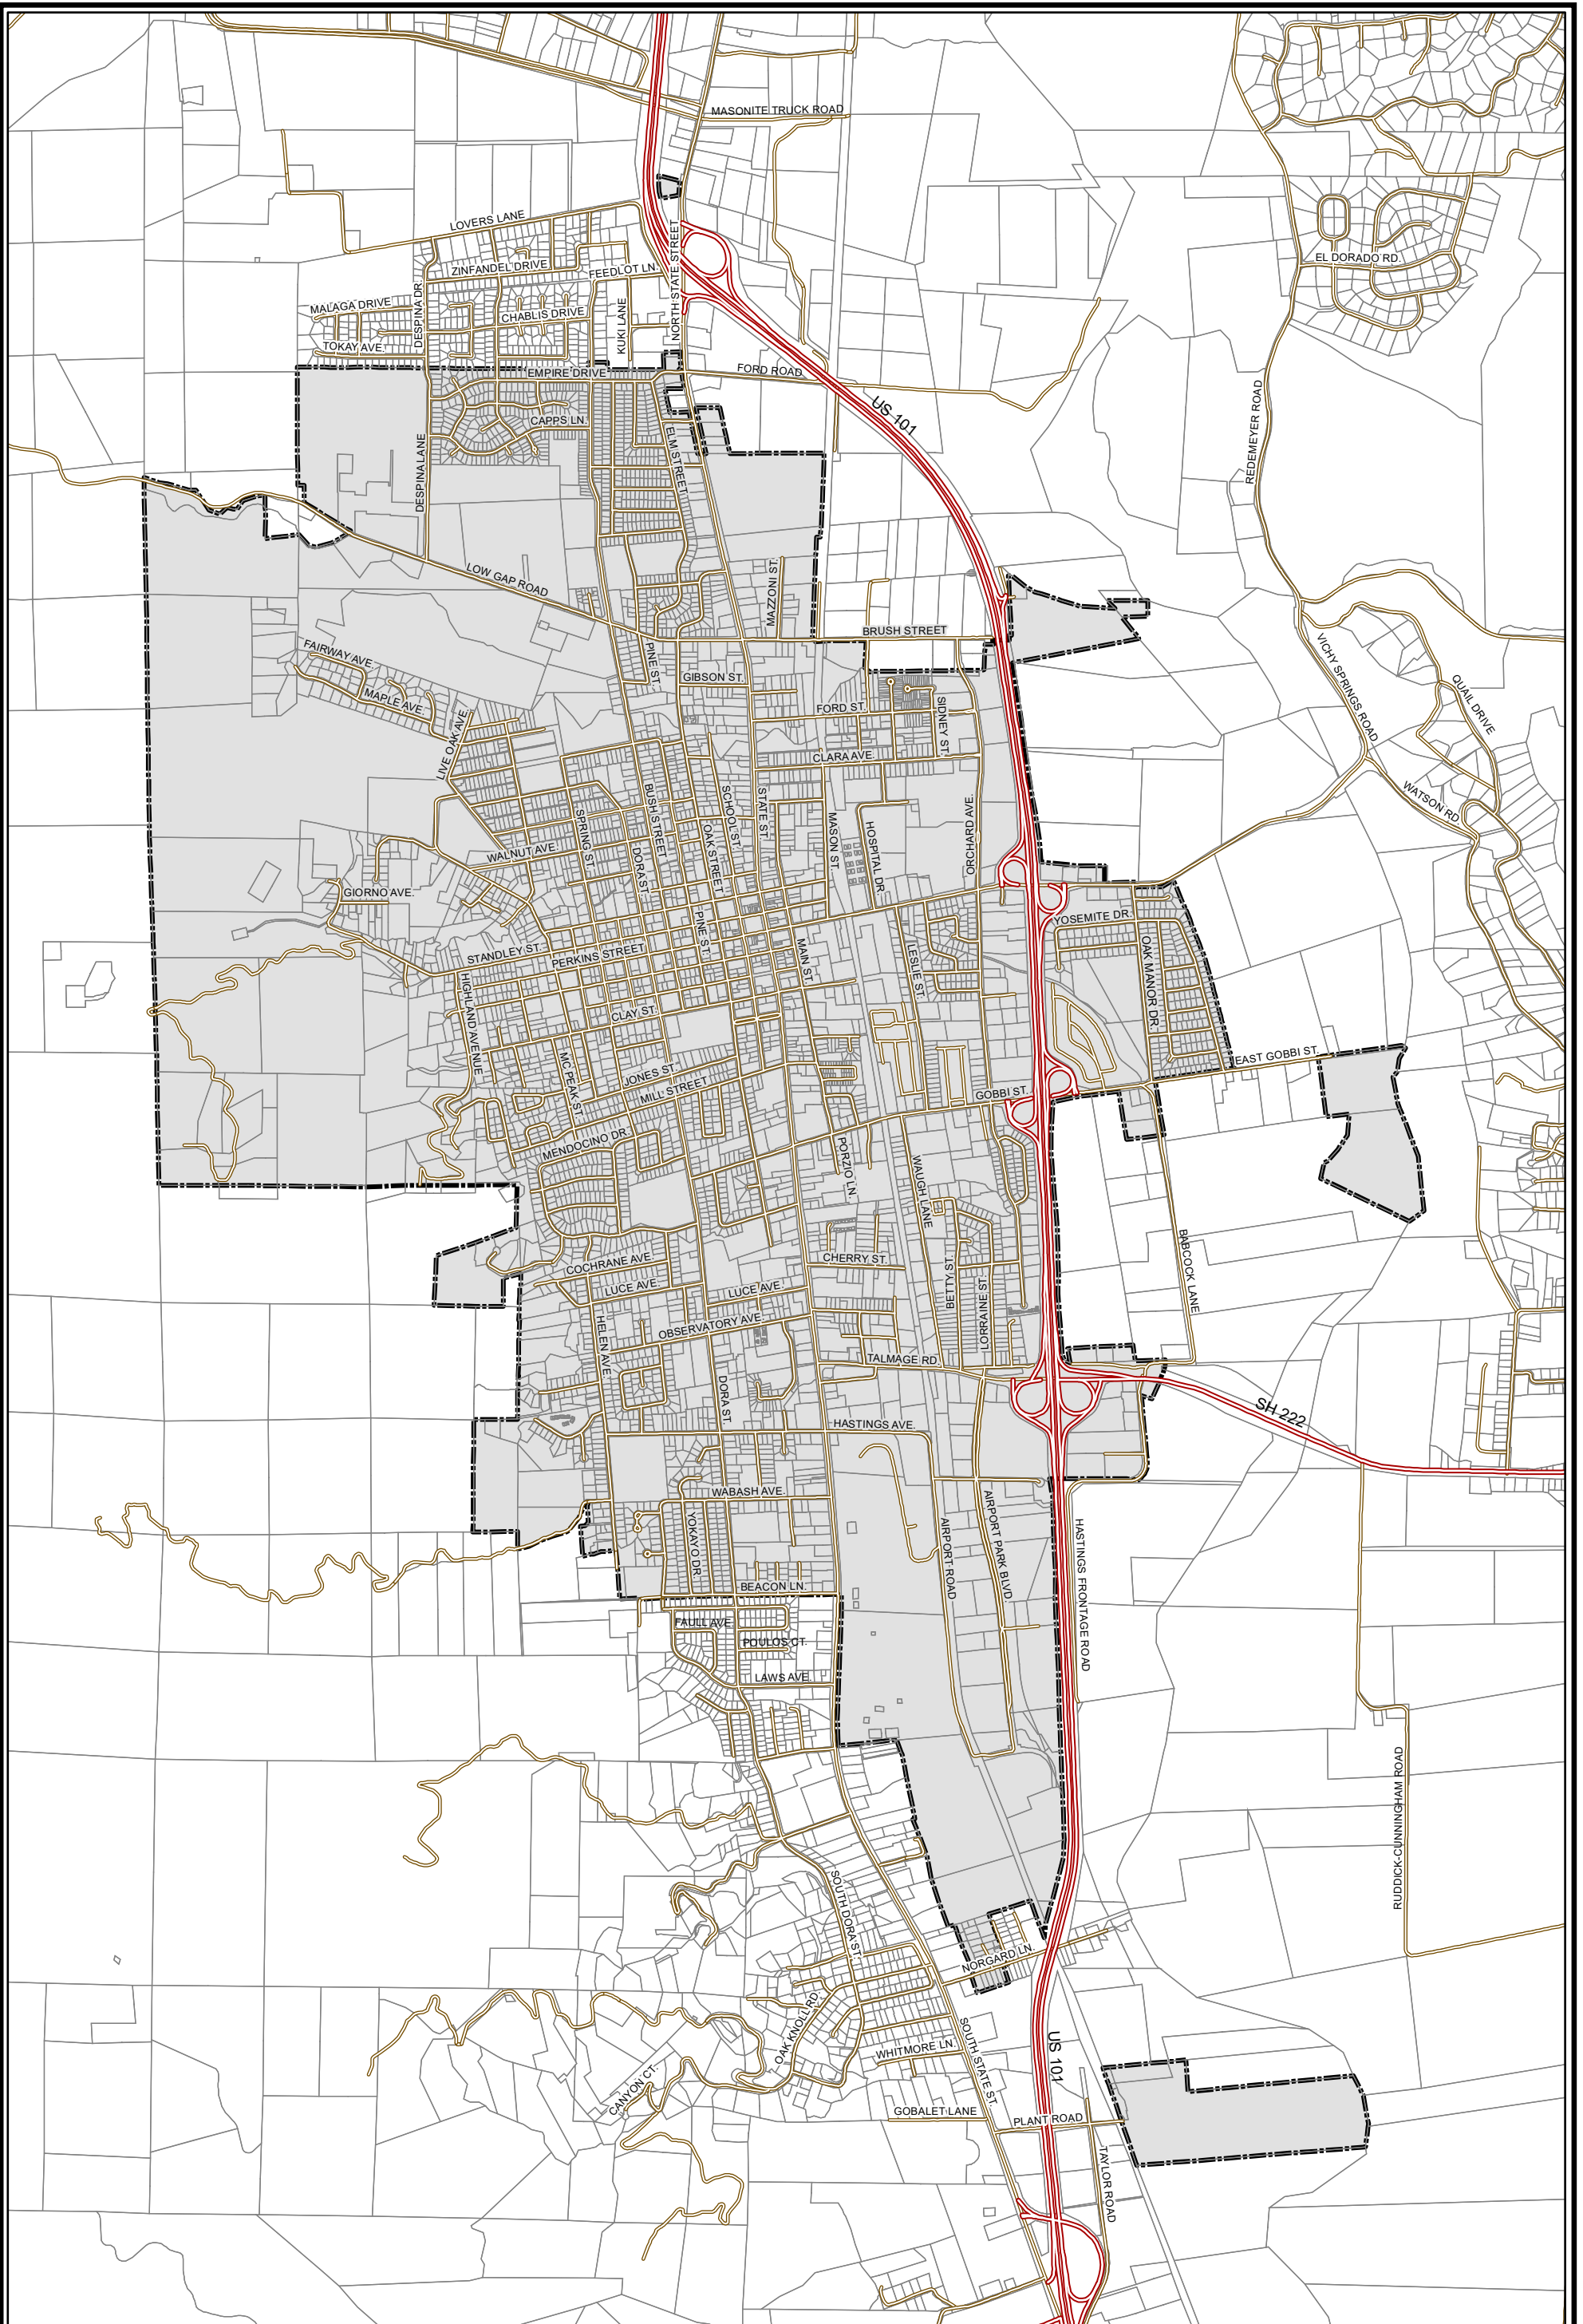 MASONITE TRUCK ROAD
LOVERS LANE
NORTH STATE STREET
EL DORADO RD.
ZINFANDEL DRIVE
FEEDLOT LN.
MALAGA DRIVE
DESPINA DR.
CHABLIS DRIVE
KUKI LANE
TOKAY AVE.
EMPIRE DRIVE
FORD ROAD
US 101
REDEMEYER ROAD
CAPPS LN.
ELM STREET
DESPINA LANE
LOW GAP ROAD
MAZZONI ST.
BRUSH STREET
FAIRWAY AVE.
PINE ST.
GIBSON ST.
MAPLE AVE.
FORD ST.
SIDNEY ST.
VICHY SPRINGS ROAD
QUAIL DRIVE
LIVE OAK AVE.
CLARA AVE.
WATSON RD
SPRING ST.
BUSH STREET
SCHOOL ST.
STATE ST.
MASON ST.
HOSPITAL DR.
ORCHARD AVE.
WALNUT AVE.
DORA ST.
OAK STREET
GIORNO AVE.
PINE ST.
YOSEMITE DR.
STANDLEY ST.
PERKINS STREET
MAIN ST.
LESLIE ST.
OAK MANOR DR.
HIGHLAND AVENUE
CLAY ST.
EAST GOBBI ST.
MC PEAK ST.
JONES ST.
MILL STREET
GOBBI ST.
MENDOCINO DR.
PORZIO LN.
WAUGH LANE
BABCOCK LANE
COCHRANE AVE.
CHERRY ST.
BETTY ST.
LUCE AVE.
LUCE AVE.
LORRAINE ST.
HELEN AVE.
OBSERVATORY AVE.
TALMAGE RD.
DORA ST.
SH 222
HASTINGS AVE.
WABASH AVE.
YOKAYO DR.
AIRPORT ROAD
AIRPORT PARK BLVD.
HASTINGS FRONTAGE ROAD
BEACON LN.
FAULL AVE.
POULOS CT.
LAWS AVE.
RUDDICK-CUNNINGHAM ROAD
SOUTH DORA ST.
NORGARD LN.
OAK KNOLL RD.
SOUTH STATE ST.
WHITMORE LN.
US 101
CANYON CT.
GOBALET LANE
PLANT ROAD
TAYLOR ROAD